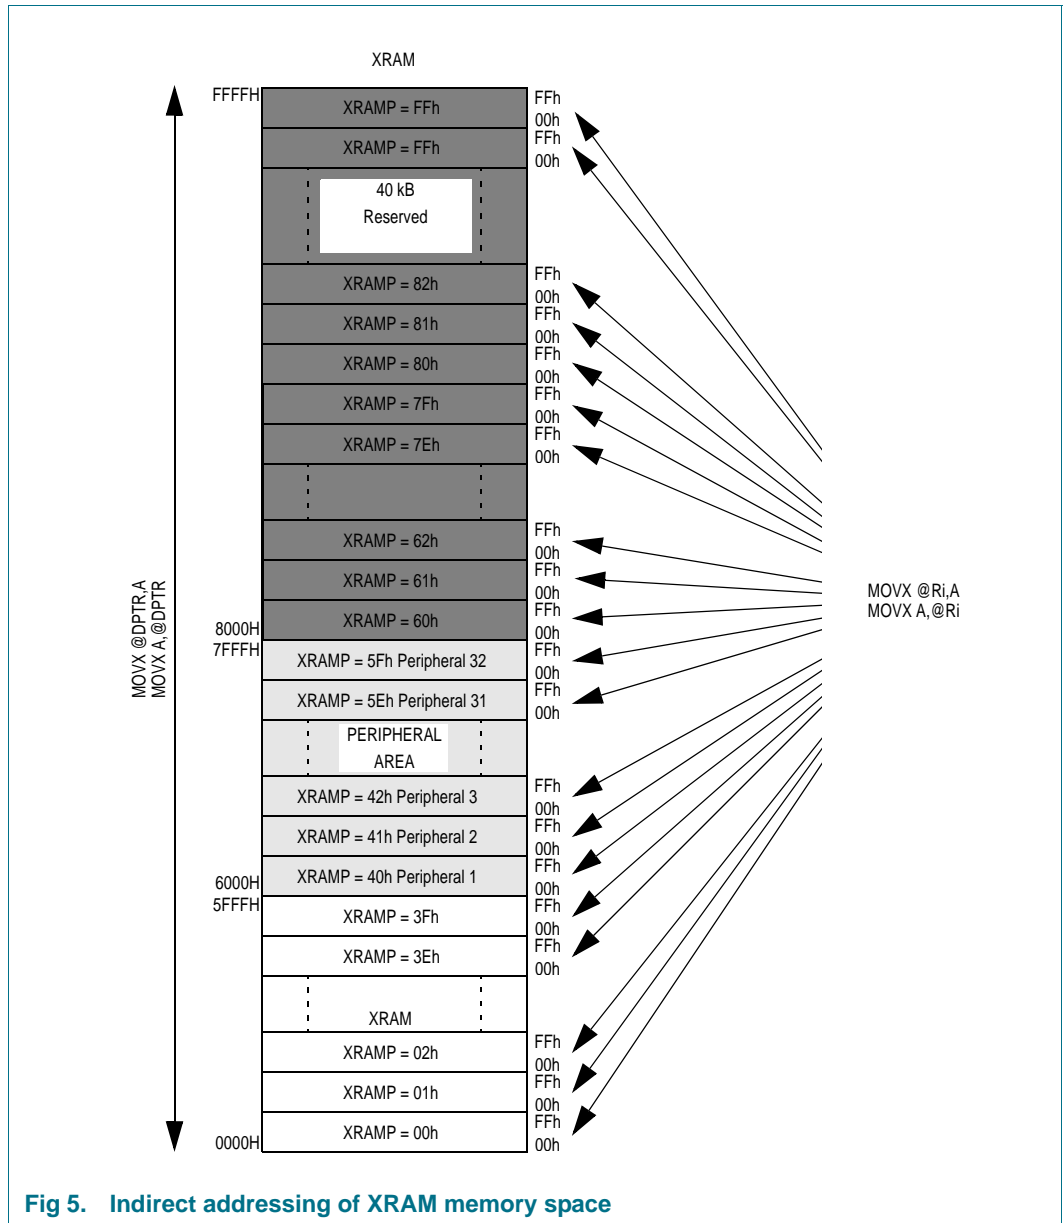 XRAM
FFFFH
XRAMP = FFh
FFh
00h
XRAMP = FFh
FFh
00h
40 kB
Reserved
XRAMP = 82h
FFh
00h
XRAMP = 81h
FFh
00h
XRAMP = 80h
FFh
00h
XRAMP = 7Fh
FFh
00h
XRAMP = 7Eh
FFh
00h
XRAMP = 62h
FFh
00h
XRAMP = 61h
FFh
00h
8000H
XRAMP = 60h
FFh
00h
7FFFH
XRAMP = 5Fh Peripheral 32
FFh
00h
XRAMP = 5Eh Peripheral 31
FFh
00h
PERIPHERAL
AREA
XRAMP = 42h Peripheral 3
FFh
00h
XRAMP = 41h Peripheral 2
FFh
00h
6000H
XRAMP = 40h Peripheral 1
FFh
00h
5FFFH
XRAMP = 3Fh
FFh
00h
XRAMP = 3Eh
FFh
00h
XRAM
XRAMP = 02h
FFh
00h
XRAMP = 01h
FFh
00h
0000H
XRAMP = 00h
FFh
00h
MOVX @DPTR,A
MOVX A,@DPTR
MOVX @Ri,A
MOVX A,@Ri
Fig 5. Indirect addressing of XRAM memory space